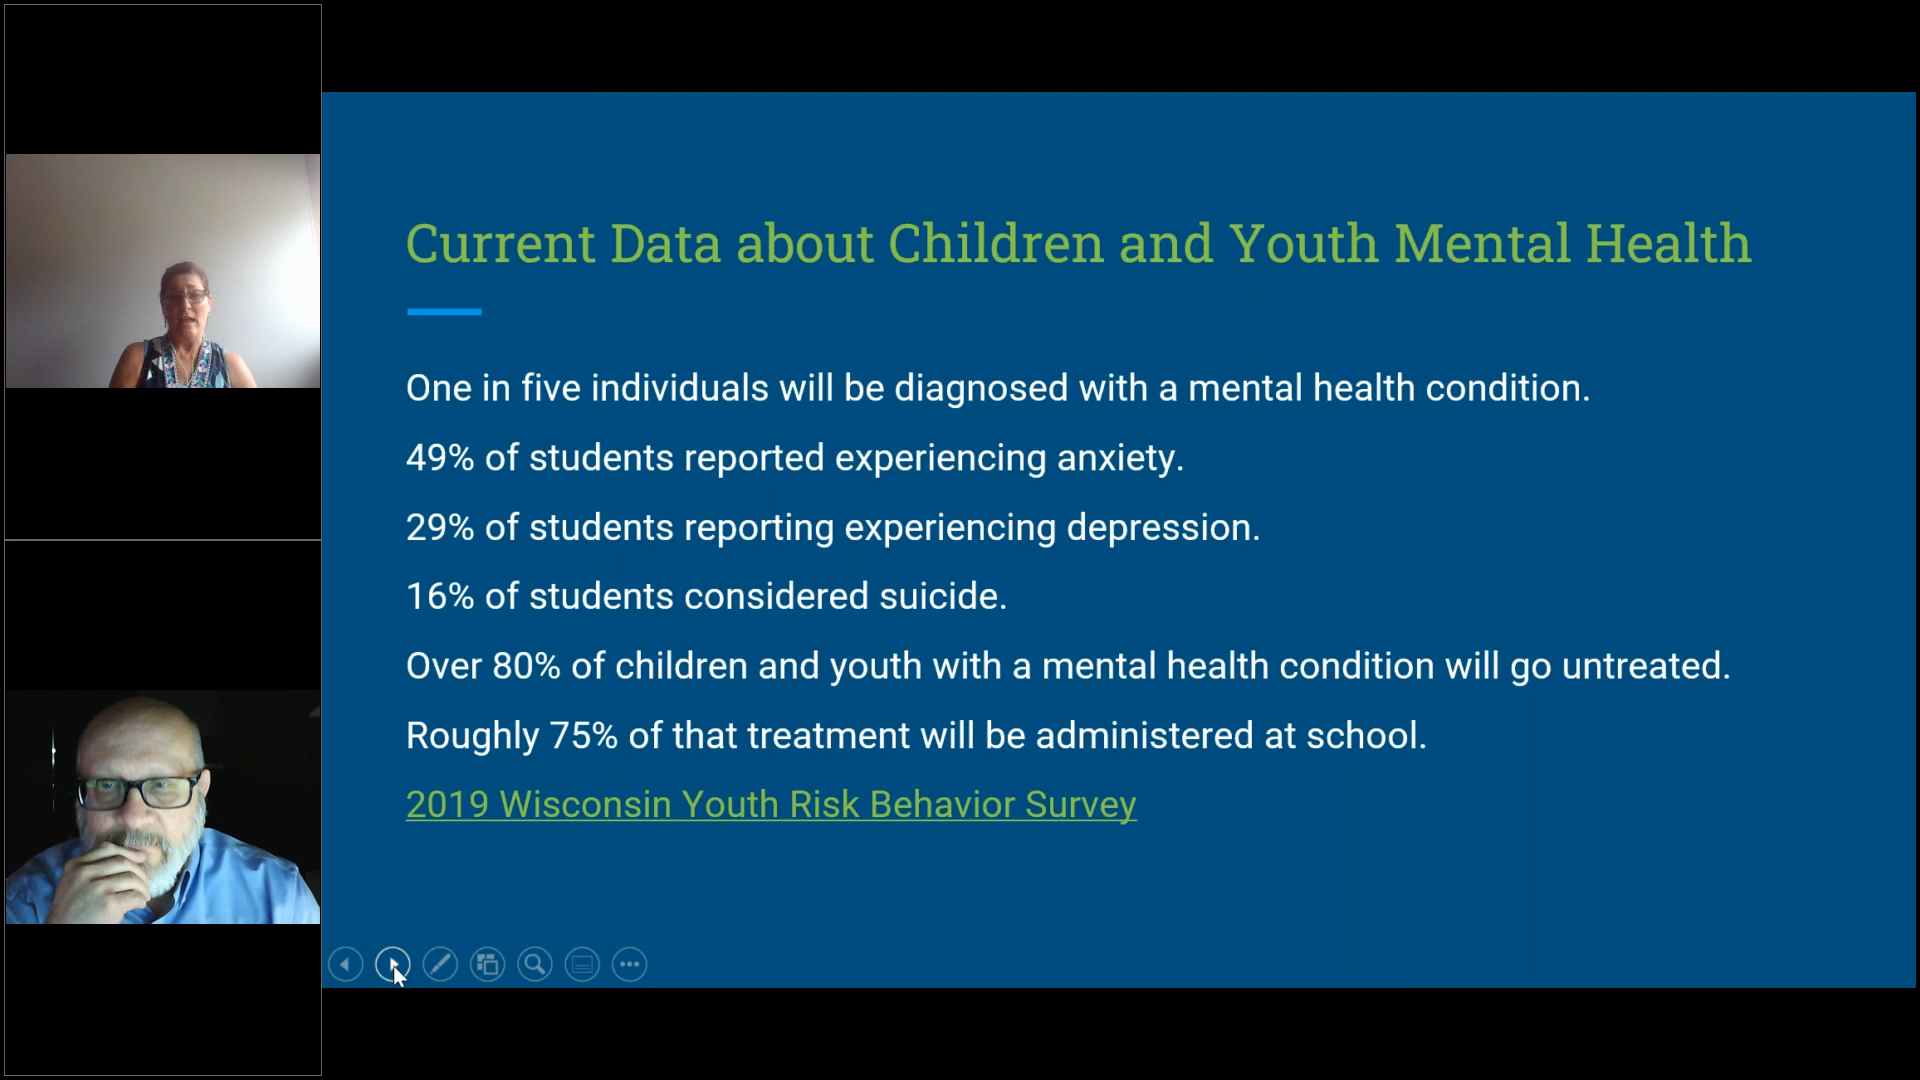 Current Data about Children and Youth Mental Health
One in five individuals will be diagnosed with a mental health condition.
49% of students reported experiencing anxiety.
29% of students reporting experiencing depression.
16% of students considered suicide.
Over 80% of children and youth with a mental health condition will go untreated.
Roughly 75% of that treatment will be administered at school.
2019 Wisconsin Youth Risk Behavior Survey